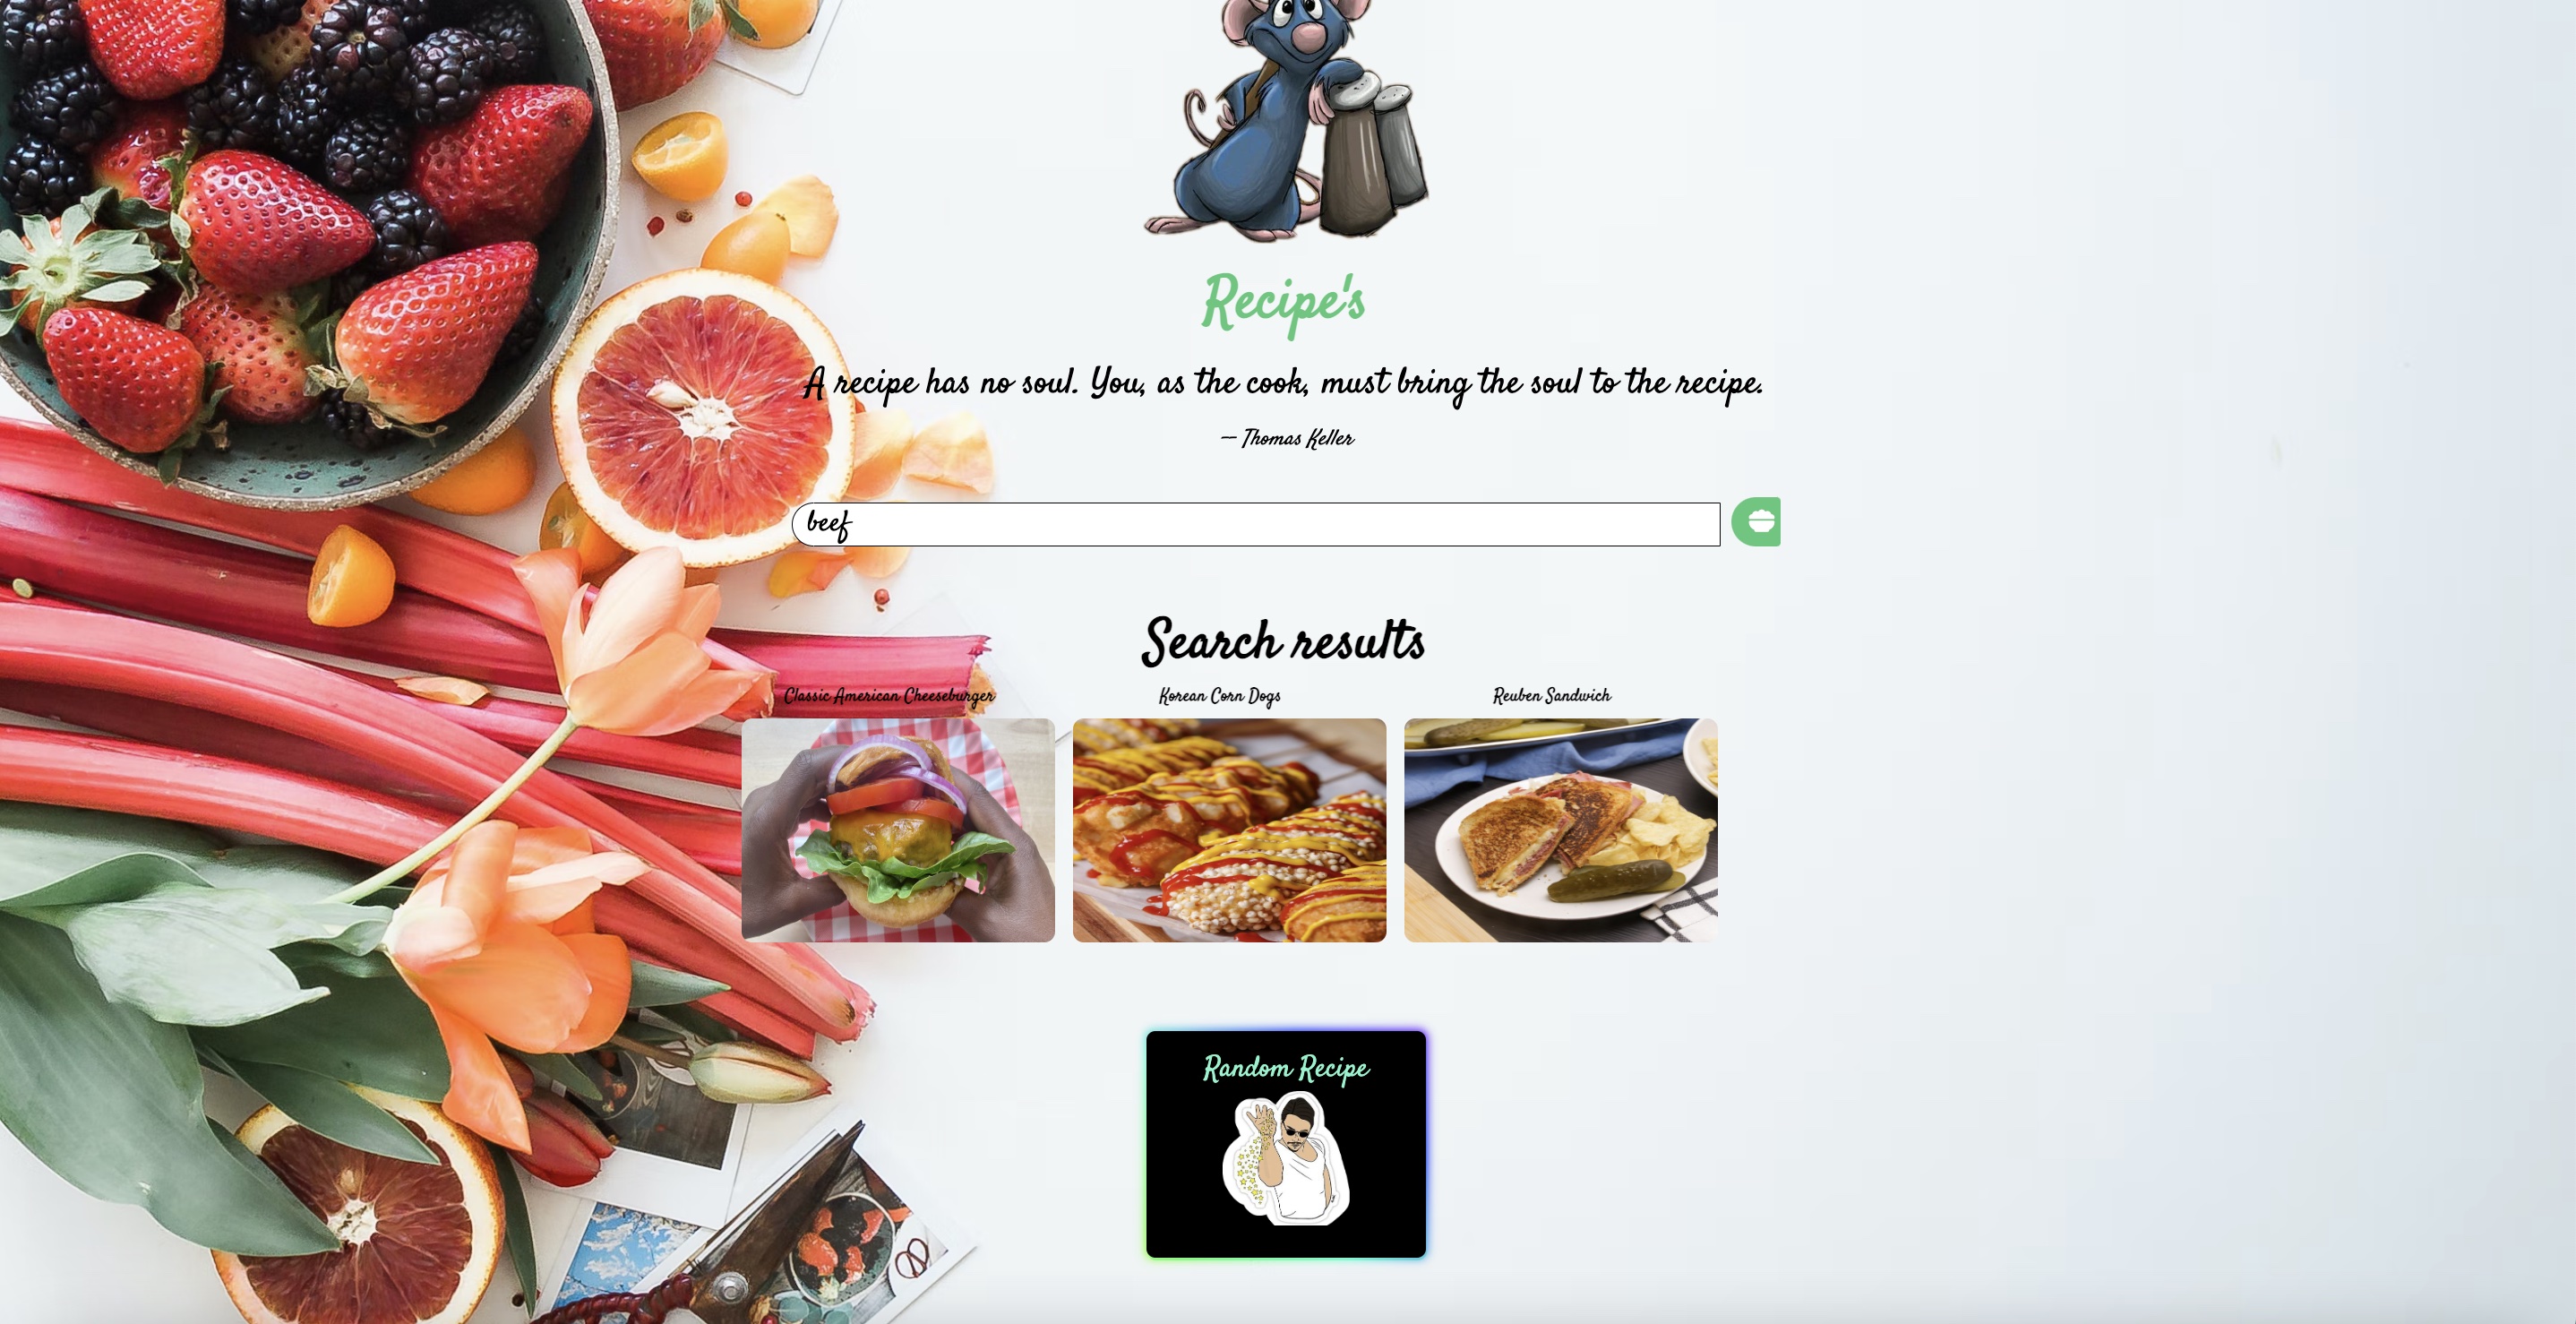 Recipe's
A recipe has no soul. You, as the cook, must bring the soul to the recipe.
— Thomas Keller
beef
Search results
Classic American Cheeseburger
Korean Corn Dogs
Reuben Sandwich
Random Recipe